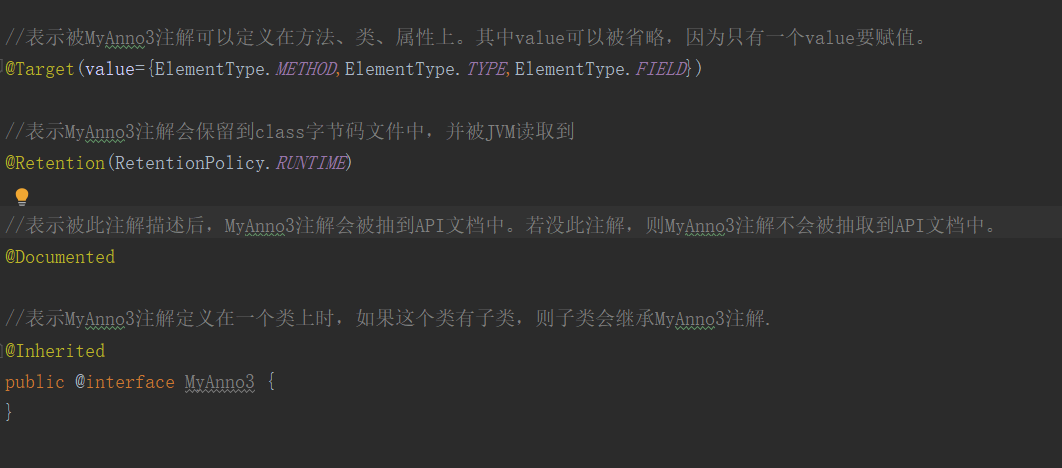 //表示被MyAnno3注解可以定义在方法、类、属性上。其中value可以被省略，因为只有一个value要赋值。
@Target(value={ElementType.METHOD,ElementType.TYPE,ElementType.FIELD})
//表示MyAnno3注解会保留到class字节码文件中，并被JVM读取到
@Retention(RetentionPolicy.RUNTIME)
//表示被此注解描述后，MyAnno3注解会被抽到API文档中。若没此注解，则MyAnno3注解不会被抽取到API文档中。
@Documented
//表示MyAnno3注解定义在一个类上时，如果这个类有子类，则子类会继承MyAnno3注解.
@Inherited
public @interface MyAnno3 {
}